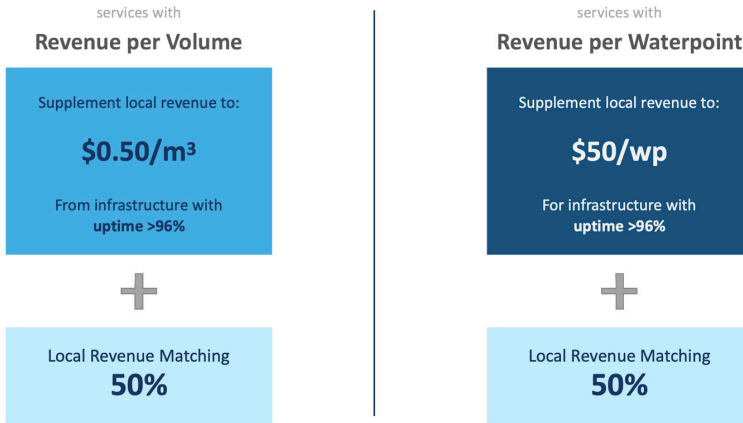 services with
Revenue per Volume
Supplement local revenue to:
$0.50/m³
From infrastructure with
uptime >96%
Local Revenue Matching
50%
services with
Revenue per Waterpoint
Supplement local revenue to:
$50/wp
For infrastructure with
uptime >96%
Local Revenue Matching
50%